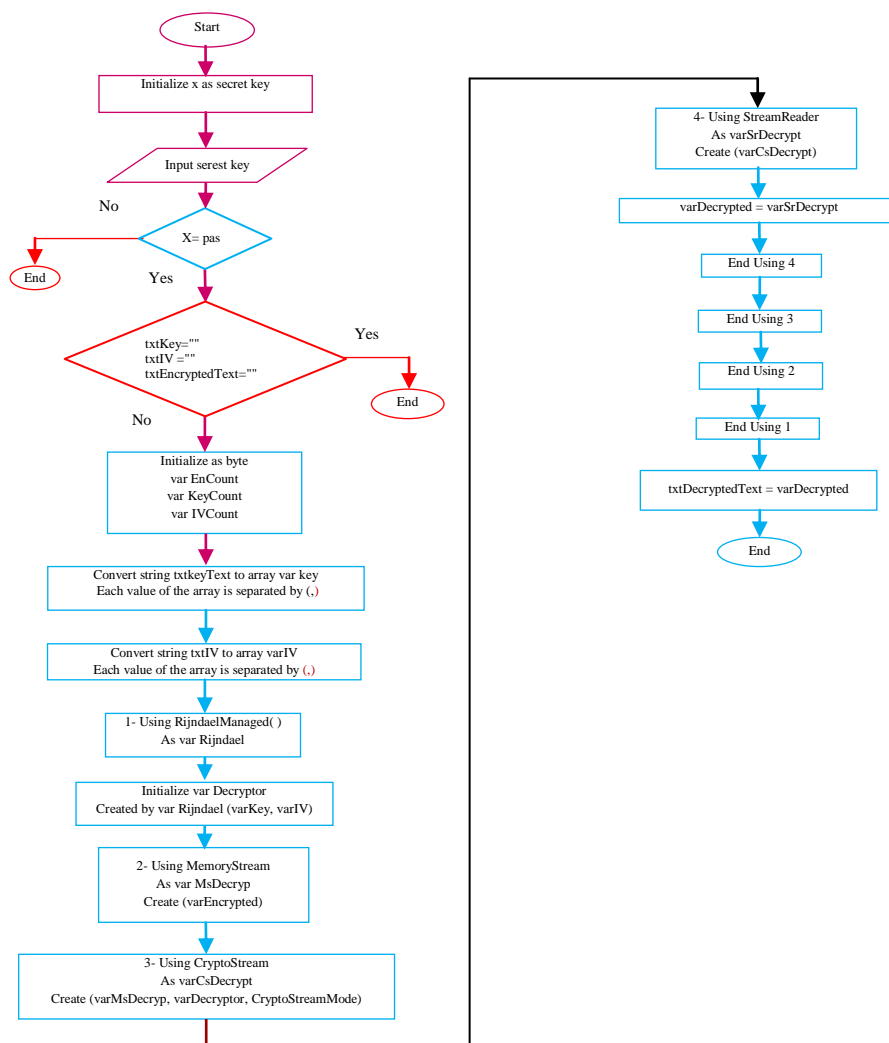 Start
Initialize x as secret key
Input serest key
No
X= pas
End
Yes
txtKey=""
txtIV =""
txtEncryptedText=""
Yes
End
No
Initialize as byte
var EnCount
var KeyCount
var IVCount
Convert string txtkeyText to array var key
Each value of the array is separated by (,)
Convert string txtIV to array varIV
Each value of the array is separated by (,)
1- Using RijndaelManaged( )
As var Rijndael
Initialize var Decryptor
Created by var Rijndael (varKey, varIV)
2- Using MemoryStream
As var MsDecryp
Create (varEncrypted)
3- Using CryptoStream
As varCsDecrypt
Create (varMsDecryp, varDecryptor, CryptoStreamMode)
4- Using StreamReader
As varSrDecrypt
Create (varCsDecrypt)
varDecrypted = varSrDecrypt
End Using 4
End Using 3
End Using 2
End Using 1
txtDecryptedText = varDecrypted
End